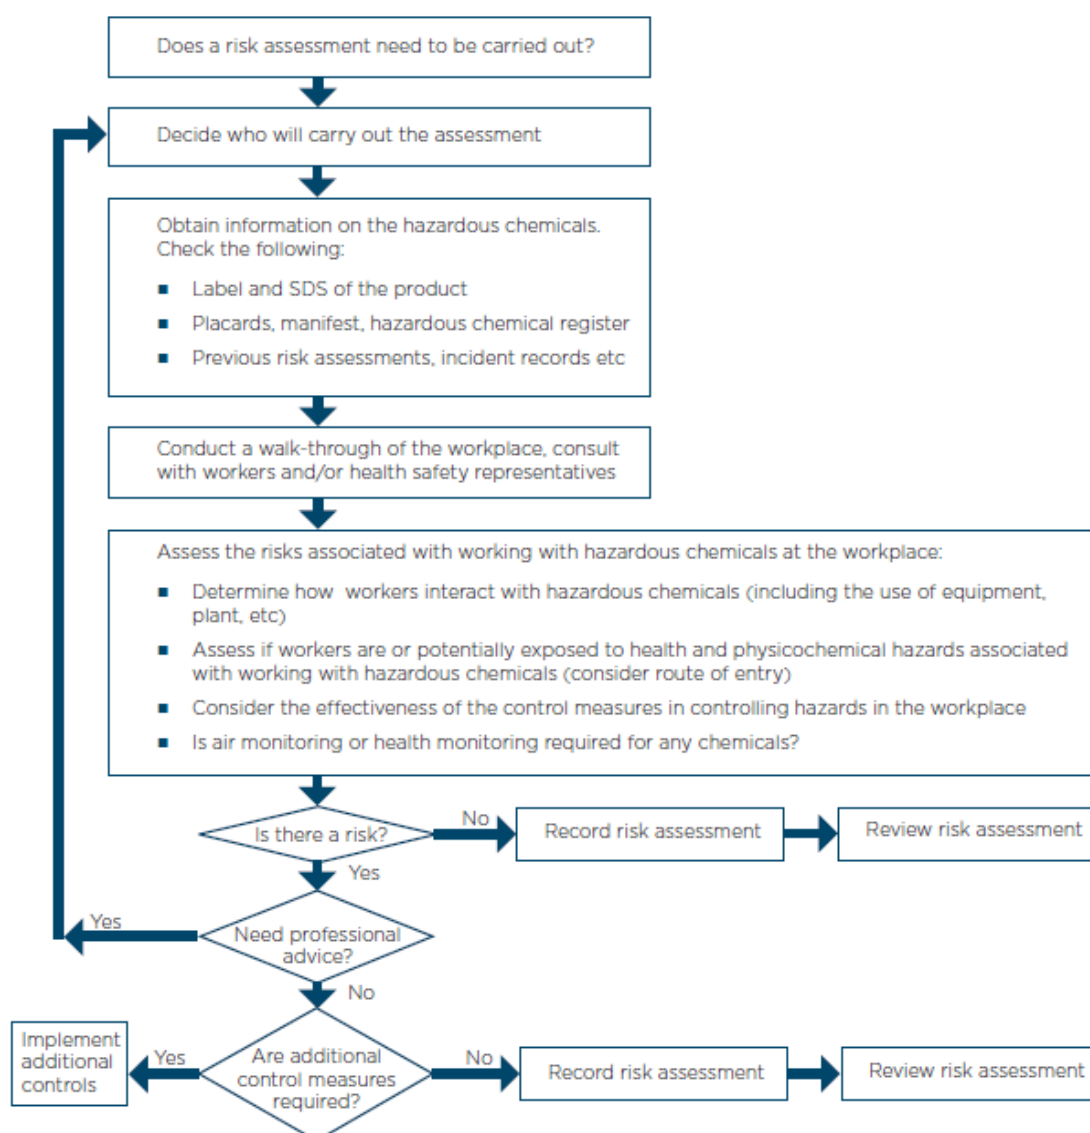 Does a risk assessment need to be carried out?
Decide who will carry out the assessment
Obtain information on the hazardous chemicals.
Check the following:
■ Label and SDS of the product
■ Placards, manifest, hazardous chemical register
■ Previous risk assessments, incident records etc
Conduct a walk-through of the workplace, consult
with workers and/or health safety representatives
Assess the risks associated with working with hazardous chemicals at the workplace:
■ Determine how workers interact with hazardous chemicals (including the use of equipment,
plant, etc)
■ Assess if workers are or potentially exposed to health and physicochemical hazards associated
with working with hazardous chemicals (consider route of entry)
■ Consider the effectiveness of the control measures in controlling hazards in the workplace
■ Is air monitoring or health monitoring required for any chemicals?
Is there a risk?
No
Record risk assessment
Review risk assessment
Yes
Need professional
advice?
Yes
No
Are additional
control measures
required?
Yes
Implement
additional
controls
No
Record risk assessment
Review risk assessment